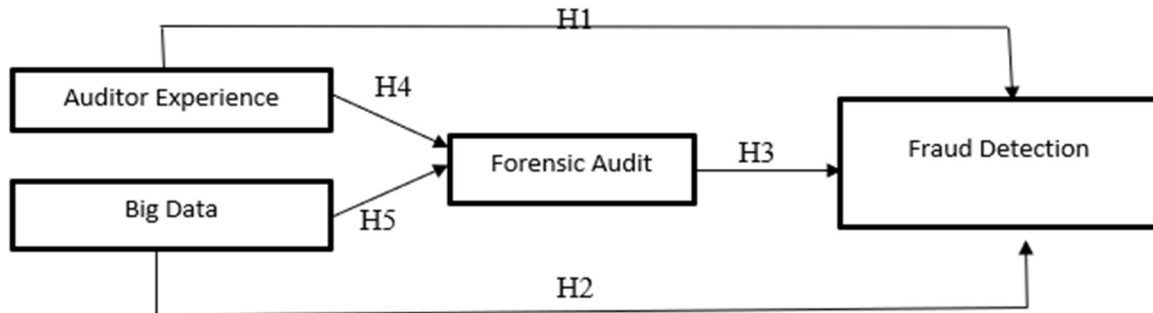 H1
Auditor Experience
H4
Forensic Audit
H3
Fraud Detection
Big Data
H5
H2